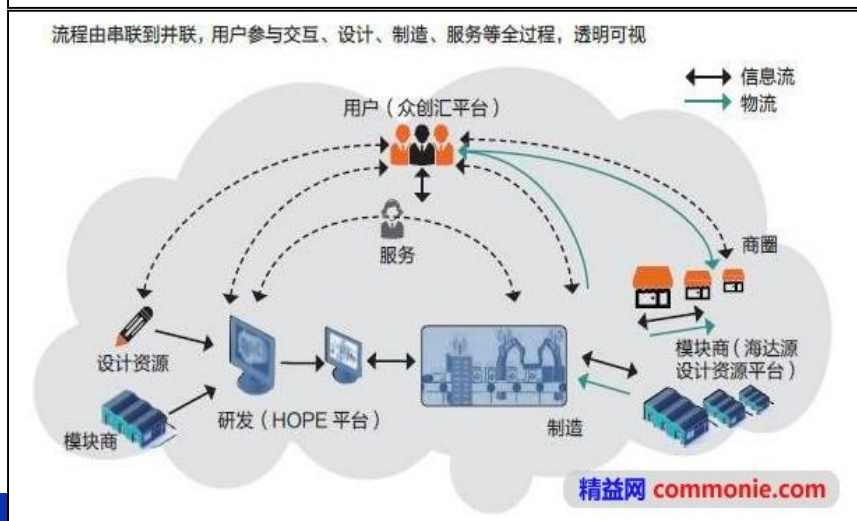 流程由串联到并联，用户参与交互、设计、制造、服务等全过程，透明可视
信息流
物流
用户（众创汇平台）
服务
商圈
设计资源
模块商（海达源
设计资源平台）
研发（HOPE 平台）
制造
模块商
精益网 commonie.com